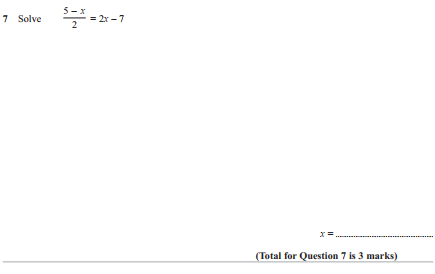 7 Solve 5 – x / 2 = 2x – 7
x = ........................................
(Total for Question 7 is 3 marks)